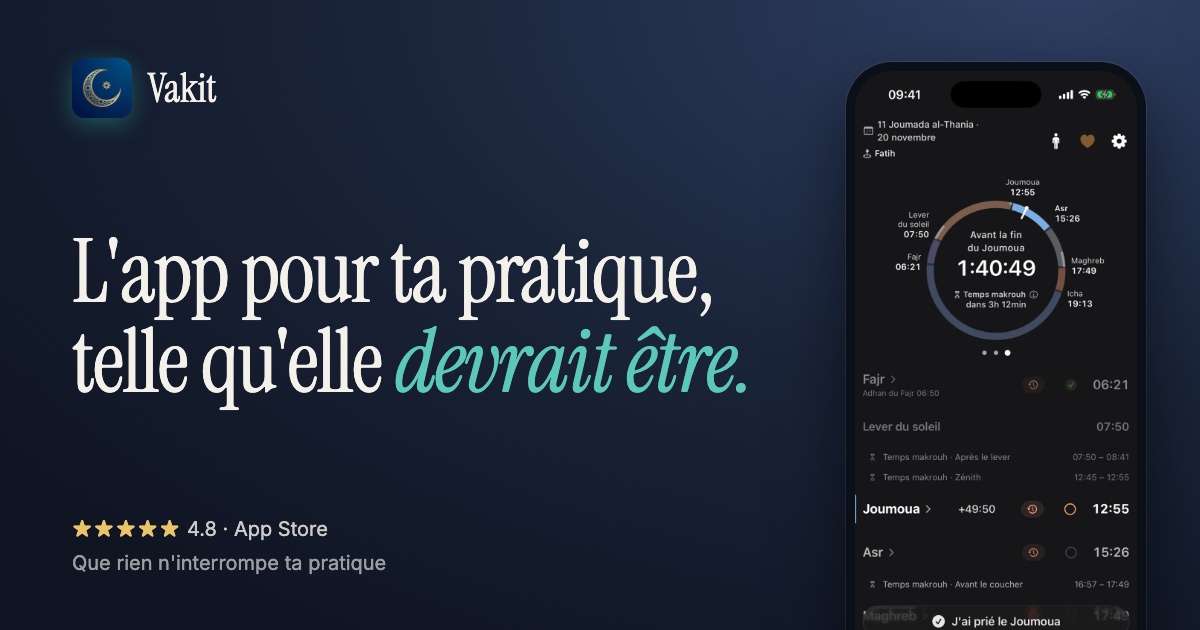 Vakit
L'app pour ta pratique,
telle qu'elle devrait être.
4.8 · App Store
Que rien n'interrompe ta pratique
09:41
11 Joumada al-Thania ·
20 novembre
Fatih
Joumoua
12:55
Asr
15:26
Lever
du soleil
07:50
Fajr
06:21
Avant la fin
du Joumoua
1:40:49
Temps makrouh
dans 3h 12min
Maghreb
17:49
Icha
19:13
Fajr 06:21
Adhan du Fajr 06:50
Lever du soleil 07:50
Temps makrouh · Après le lever 07:50 – 08:41
Temps makrouh · Zénith 12:45 – 12:55
Joumoua +49:50 12:55
Asr 15:26
Temps makrouh · Avant le coucher 16:57 – 17:49
Maghreb 17:49
J'ai prié le Joumoua